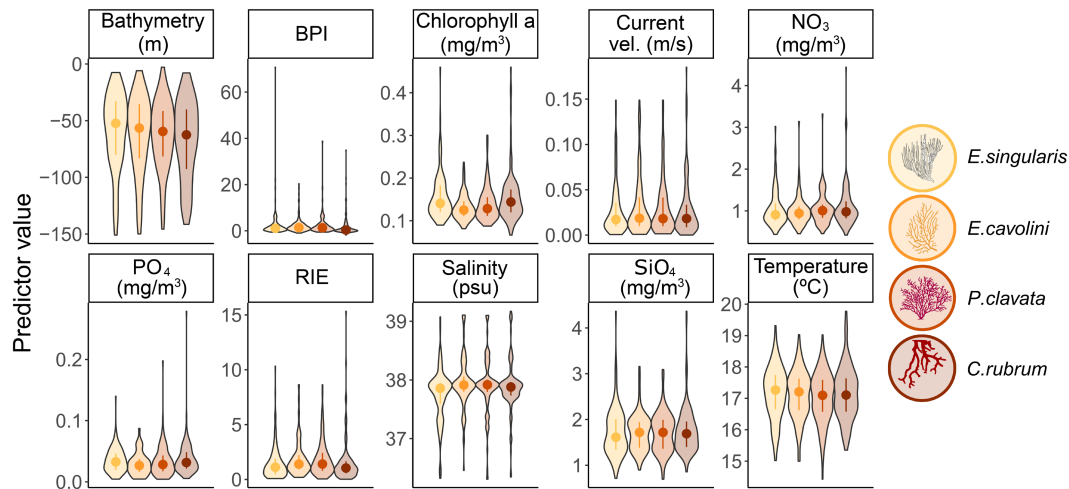 Bathymetry
(m)
BPI
Chlorophyll a
(mg/m³)
Current
vel. (m/s)
NO₃
(mg/m³)
0
−50
−100
−150
60
40
20
0
0.4
0.3
0.2
0.1
0.15
0.10
0.05
0.00
4
3
2
1
Predictor value
PO₄
(mg/m³)
RIE
Salinity
(psu)
SiO₄
(mg/m³)
Temperature
(ºC)
0.2
0.1
0.0
15
10
5
0
39
38
37
4
3
2
1
20
19
18
17
16
15
E.singularis
E.cavolini
P.clavata
C.rubrum